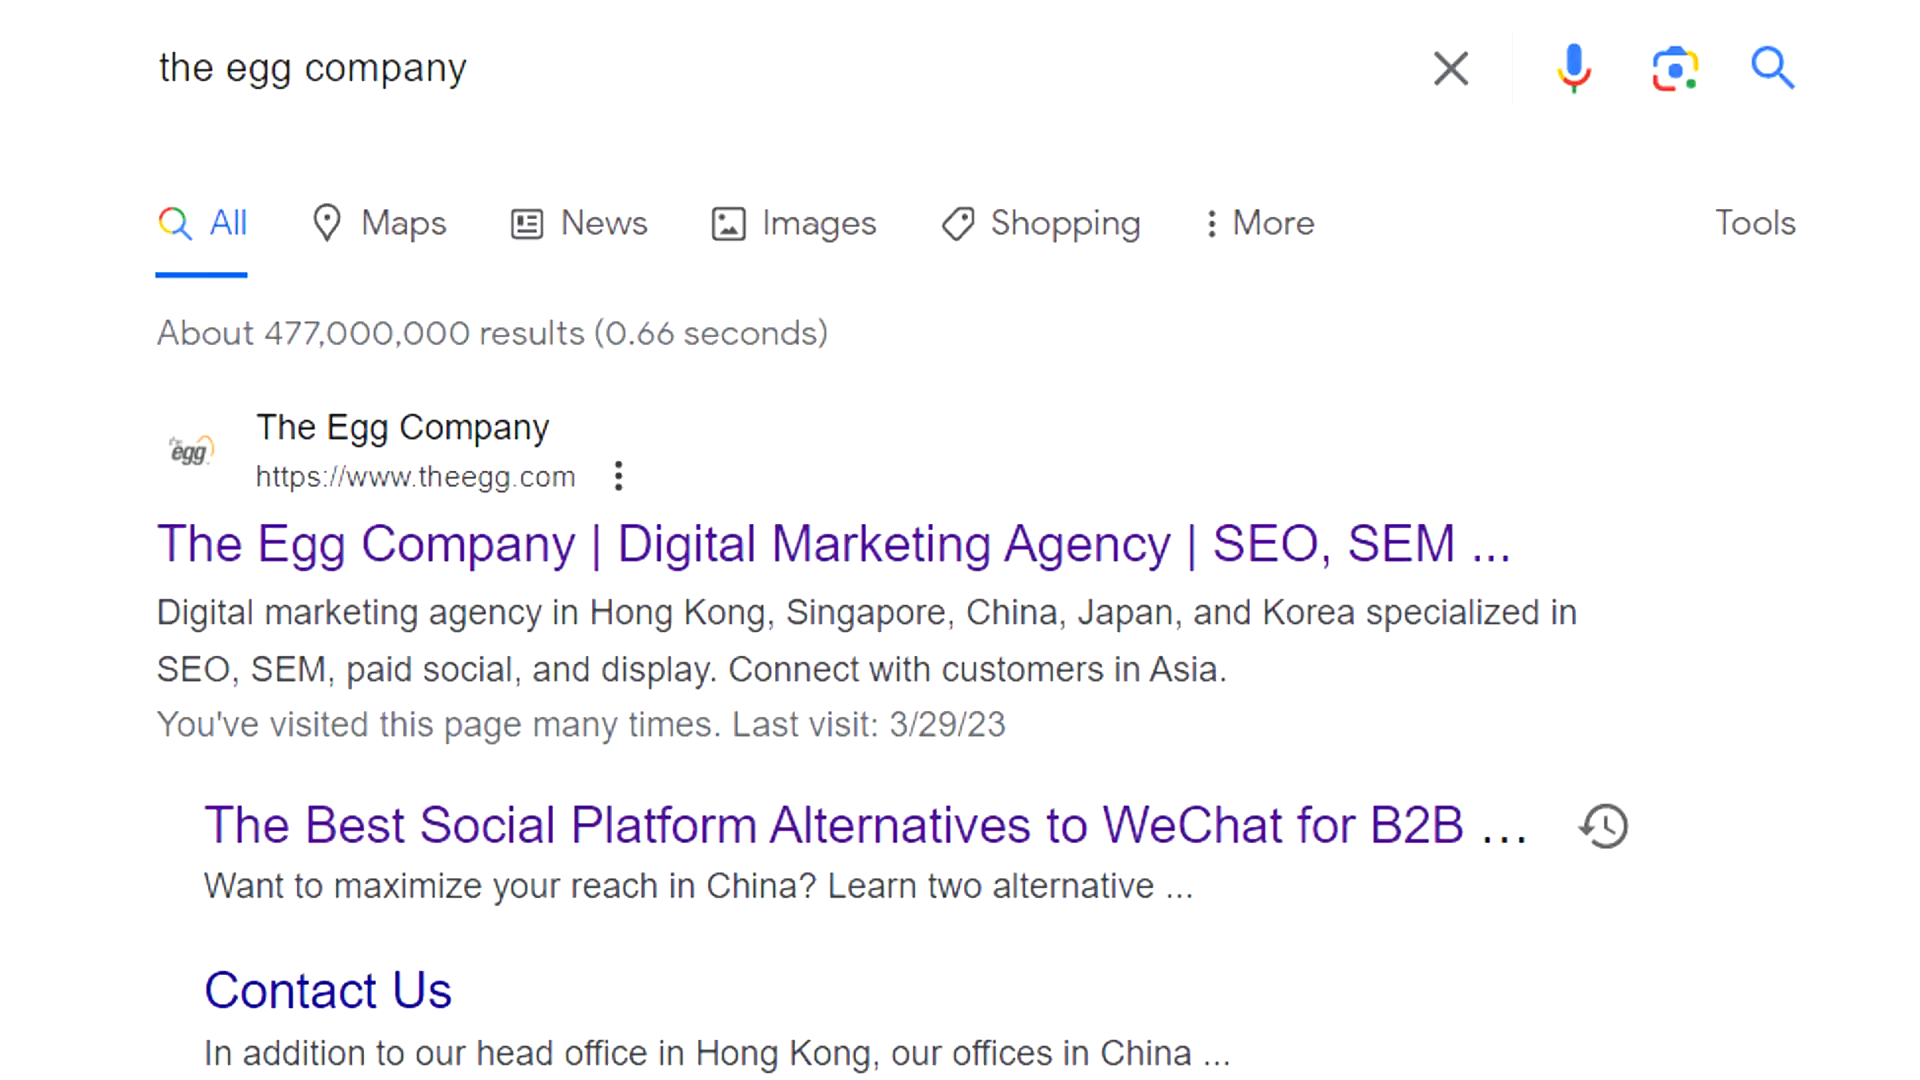 the egg company
All Maps News Images Shopping More Tools
About 477,000,000 results (0.66 seconds)
the egg
The Egg Company
https://www.theegg.com
The Egg Company | Digital Marketing Agency | SEO, SEM ...
Digital marketing agency in Hong Kong, Singapore, China, Japan, and Korea specialized in
SEO, SEM, paid social, and display. Connect with customers in Asia.
You've visited this page many times. Last visit: 3/29/23
The Best Social Platform Alternatives to WeChat for B2B ...
Want to maximize your reach in China? Learn two alternative ...
Contact Us
In addition to our head office in Hong Kong, our offices in China ...